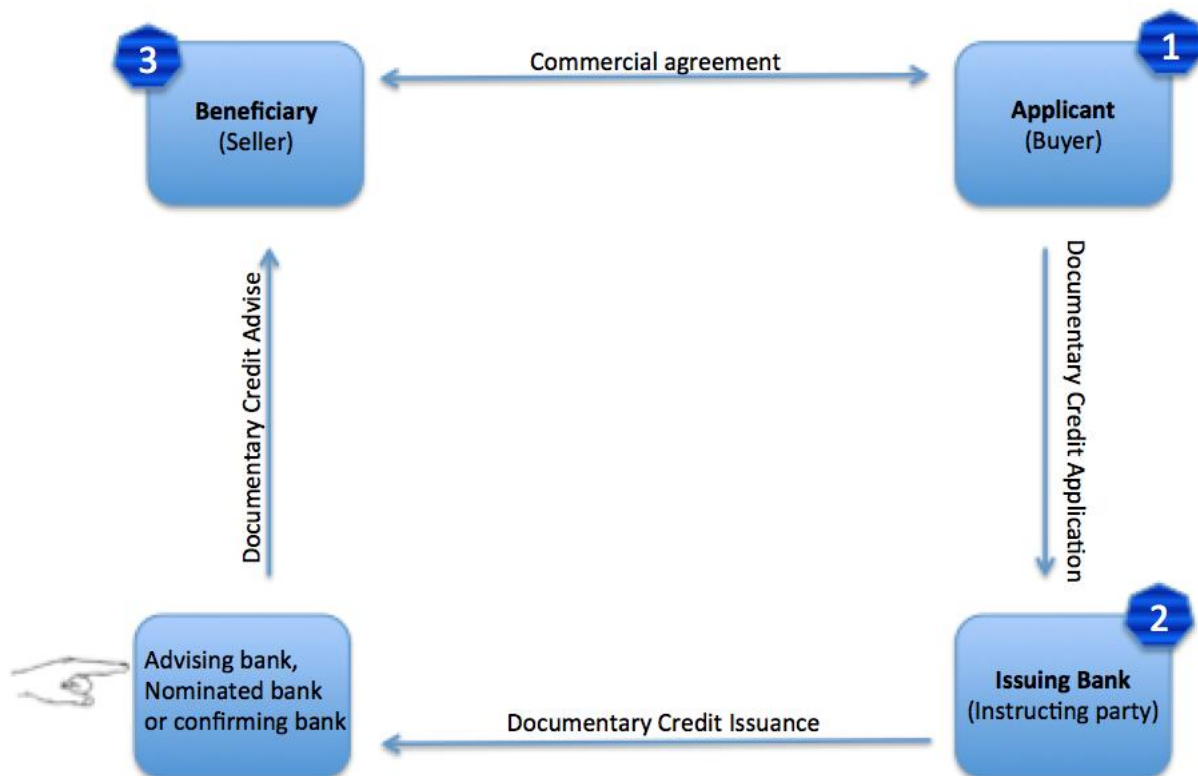 3
1
Commercial agreement
Beneficiary
(Seller)
Applicant
(Buyer)
Documentary Credit Advise
Documentary Credit Application
2
Advising bank,
Nominated bank
or confirming bank
Documentary Credit Issuance
Issuing Bank
(Instructing party)